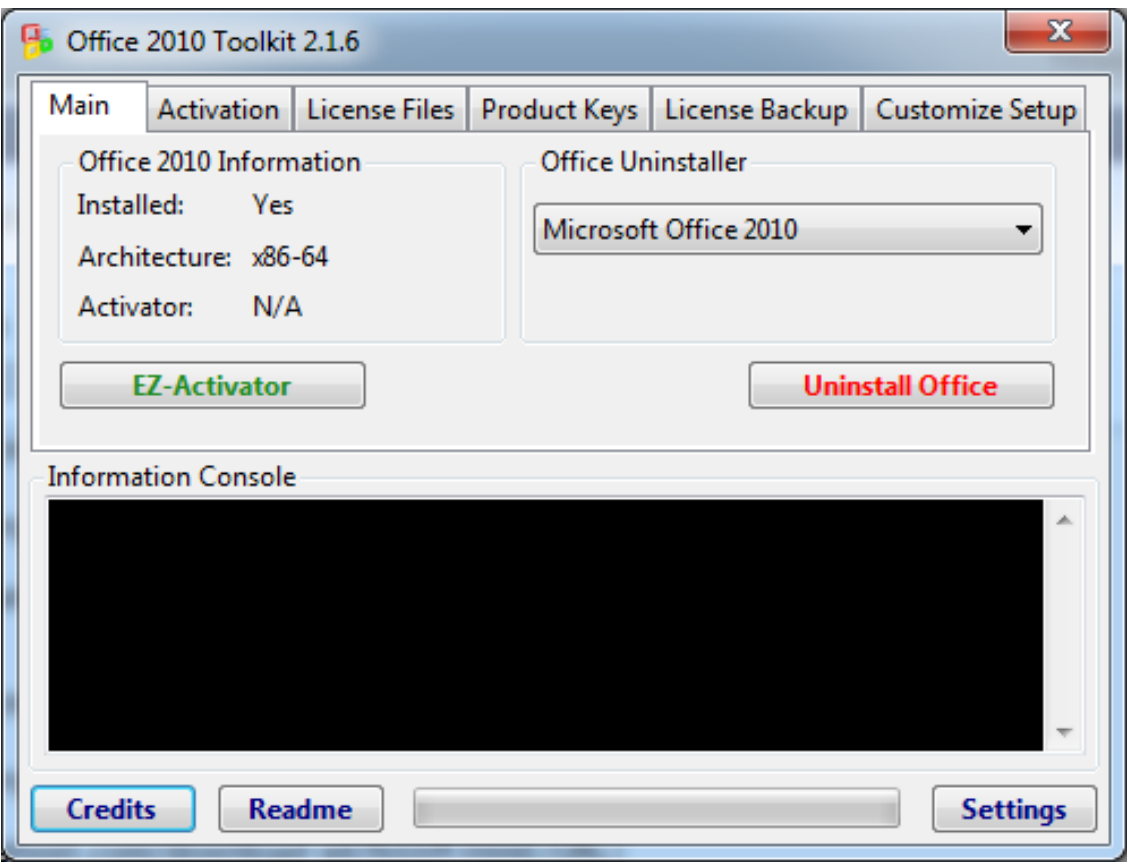 Office 2010 Toolkit 2.1.6
Main Activation License Files Product Keys License Backup Customize Setup
Office 2010 Information
Installed: Yes
Architecture: x86-64
Activator: N/A
EZ-Activator
Office Uninstaller
Microsoft Office 2010
Uninstall Office
Information Console
Credits Readme Settings